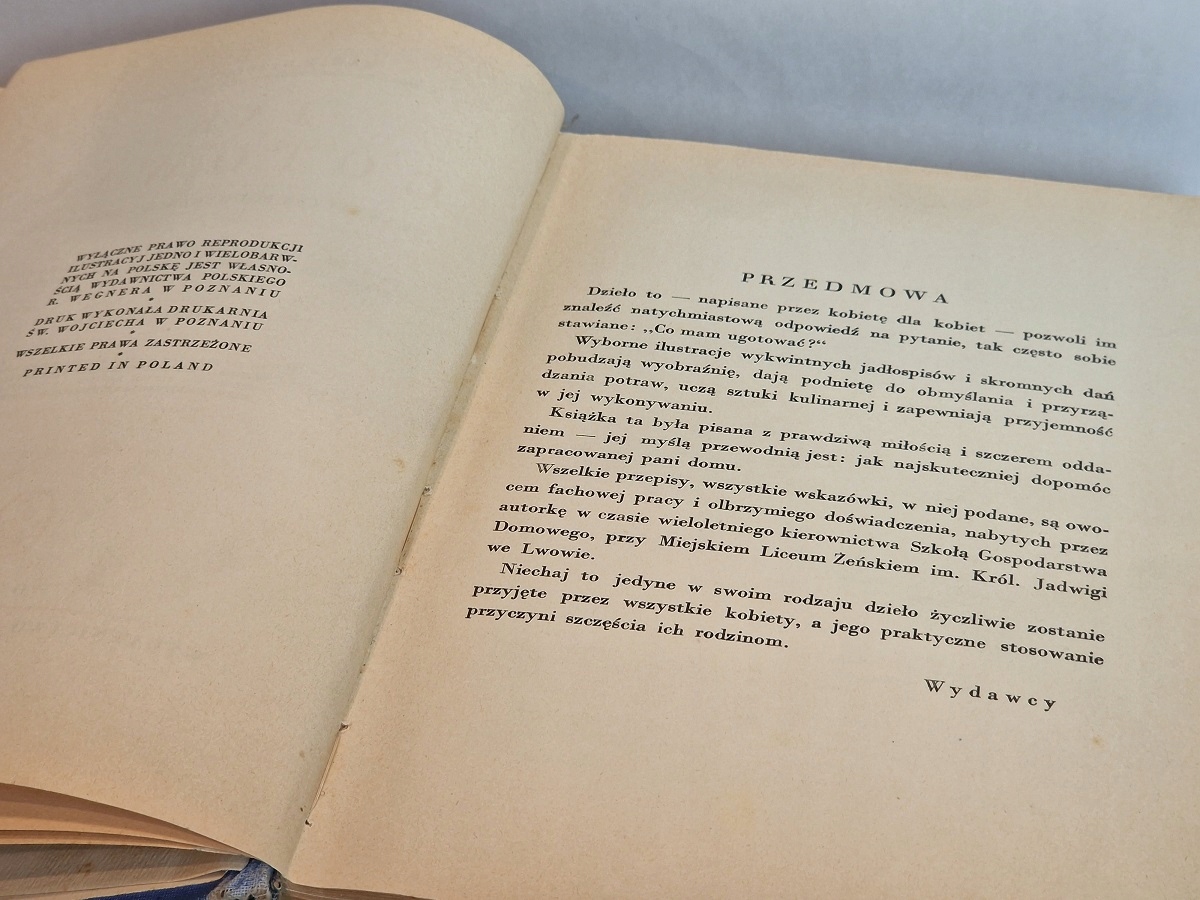 WYŁĄCZNE PRAWO REPRODUKCJI
ILUSTRACYJ JEDNO I WIELOBARW-
NYCH NA POLSKĘ JEST WŁASNO-
ŚCIĄ WYDAWNICTWA POLSKIEGO
R. WEGNERA W POZNANIU
*
DRUK WYKONAŁA DRUKARNIA
ŚW. WOJCIECHA W POZNANIU
*
WSZELKIE PRAWA ZASTRZEŻONE
*
PRINTED IN POLAND
PRZEDMOWA
Dzieło to — napisane przez kobietę dla kobiet — pozwoli im
znaleźć natychmiastową odpowiedź na pytanie, tak często sobie
stawiane: „Co mam ugotować?“
Wyborne ilustracje wykwintnych jadłospisów i skromnych dań
pobudzają wyobraźnię, dają podnietę do obmyślania i przyrzą-
dzania potraw, uczą sztuki kulinarnej i zapewniają przyjemność
w jej wykonywaniu.
Książka ta była pisana z prawdziwą miłością i szczerem odda-
niem — jej myślą przewodnią jest: jak najskuteczniej dopomóc
zapracowanej pani domu.
Wszelkie przepisy, wszystkie wskazówki, w niej podane, są owo-
cem fachowej pracy i olbrzymiego doświadczenia, nabytych przez
autorkę w czasie wieloletniego kierownictwa Szkołą Gospodarstwa
Domowego, przy Miejskiem Liceum Żeńskiem im. Król. Jadwigi
we Lwowie.
Niechaj to jedyne w swoim rodzaju dzieło życzliwie zostanie
przyjęte przez wszystkie kobiety, a jego praktyczne stosowanie
przyczyni szczęścia ich rodzinom.
Wydawcy